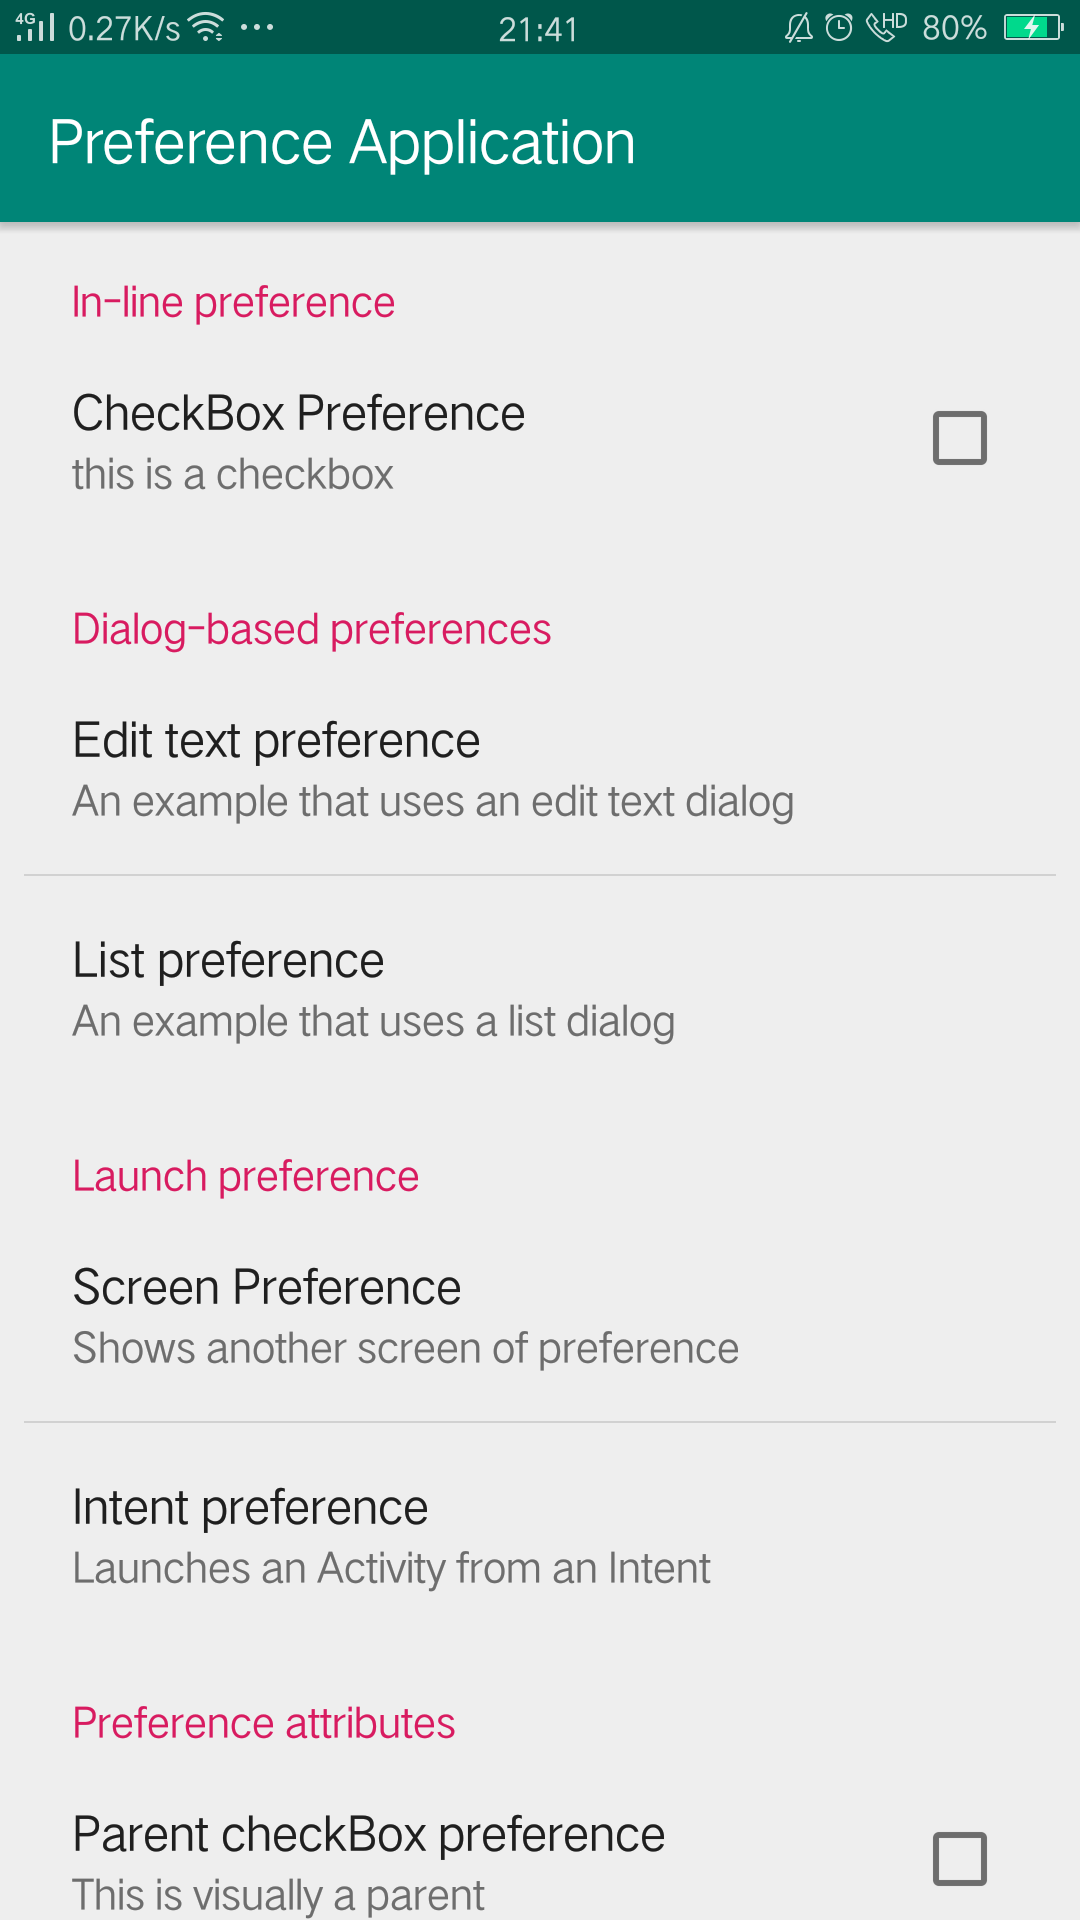 4G 0.27K/s 21:41 HD 80%
Preference Application
In-line preference
CheckBox Preference
this is a checkbox
Dialog-based preferences
Edit text preference
An example that uses an edit text dialog
List preference
An example that uses a list dialog
Launch preference
Screen Preference
Shows another screen of preference
Intent preference
Launches an Activity from an Intent
Preference attributes
Parent checkBox preference
This is visually a parent